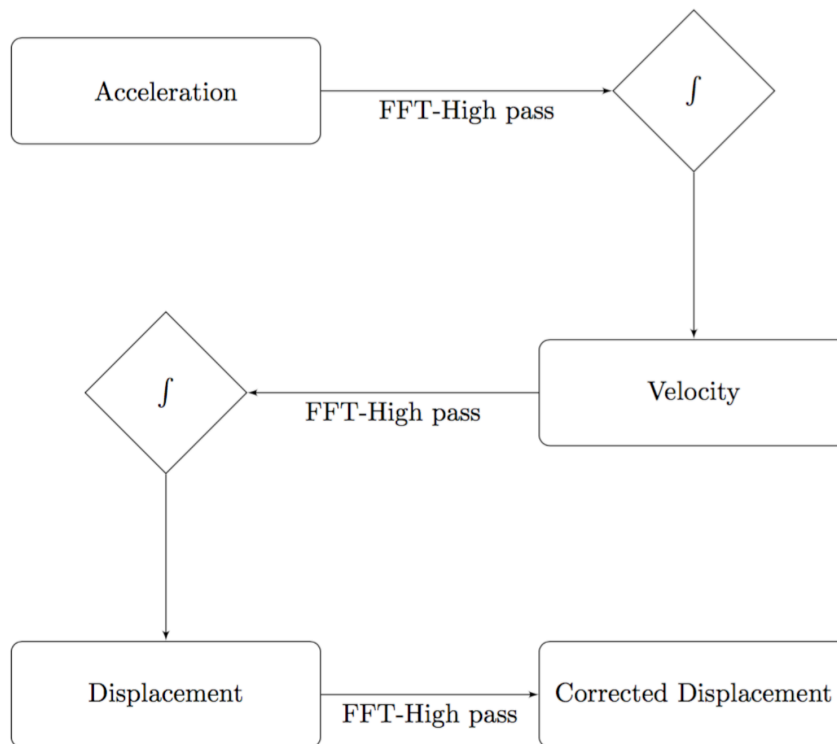 Acceleration
FFT-High pass
∫
Velocity
FFT-High pass
∫
Displacement
FFT-High pass
Corrected Displacement